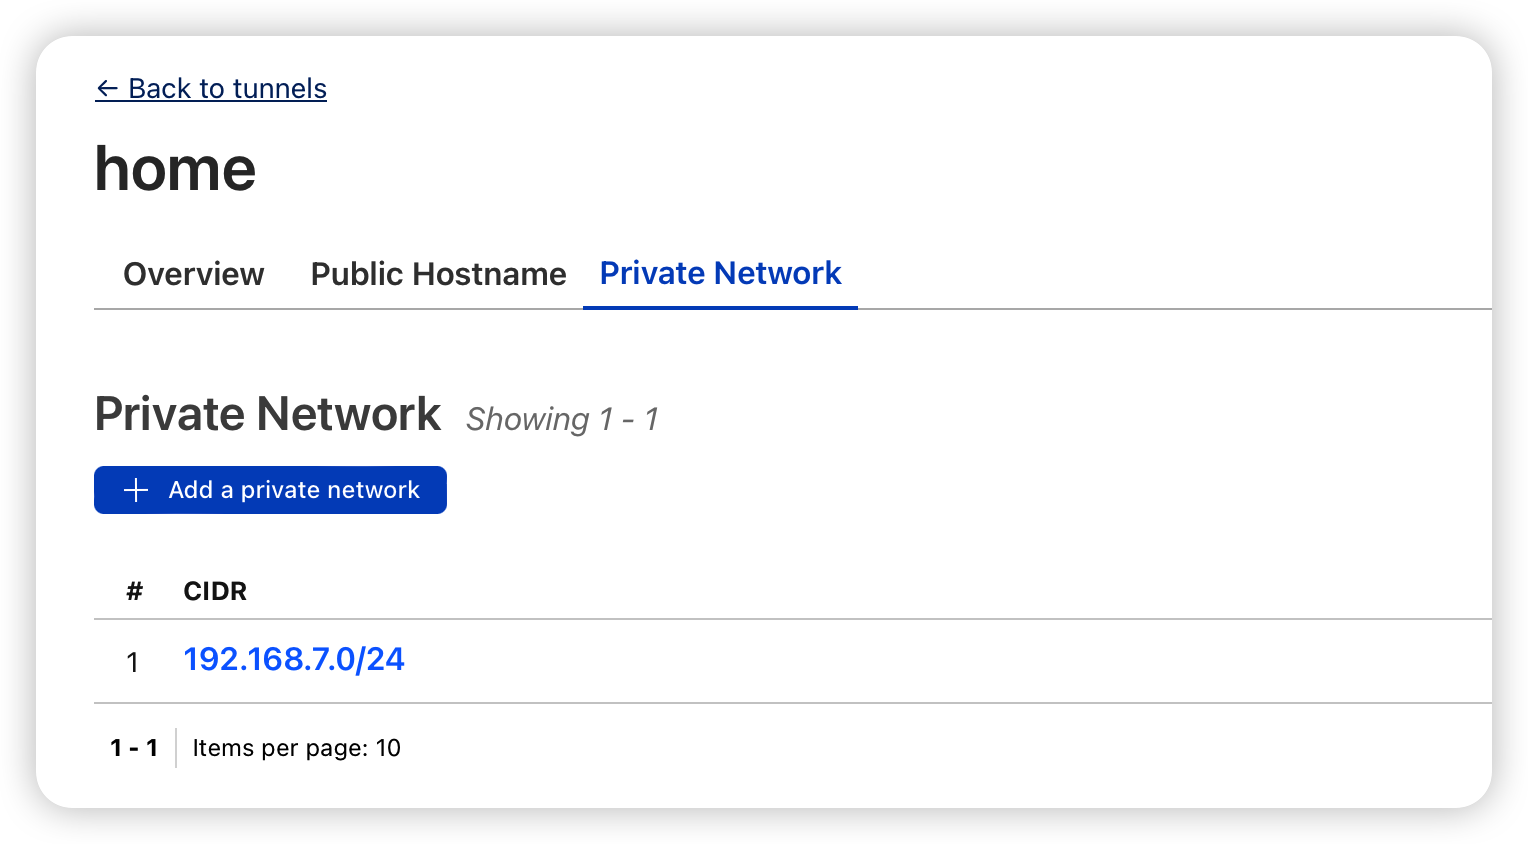 ← Back to tunnels
home
Overview Public Hostname Private Network
Private Network Showing 1 - 1
+ Add a private network
# CIDR
1 192.168.7.0/24
1 - 1 Items per page: 10